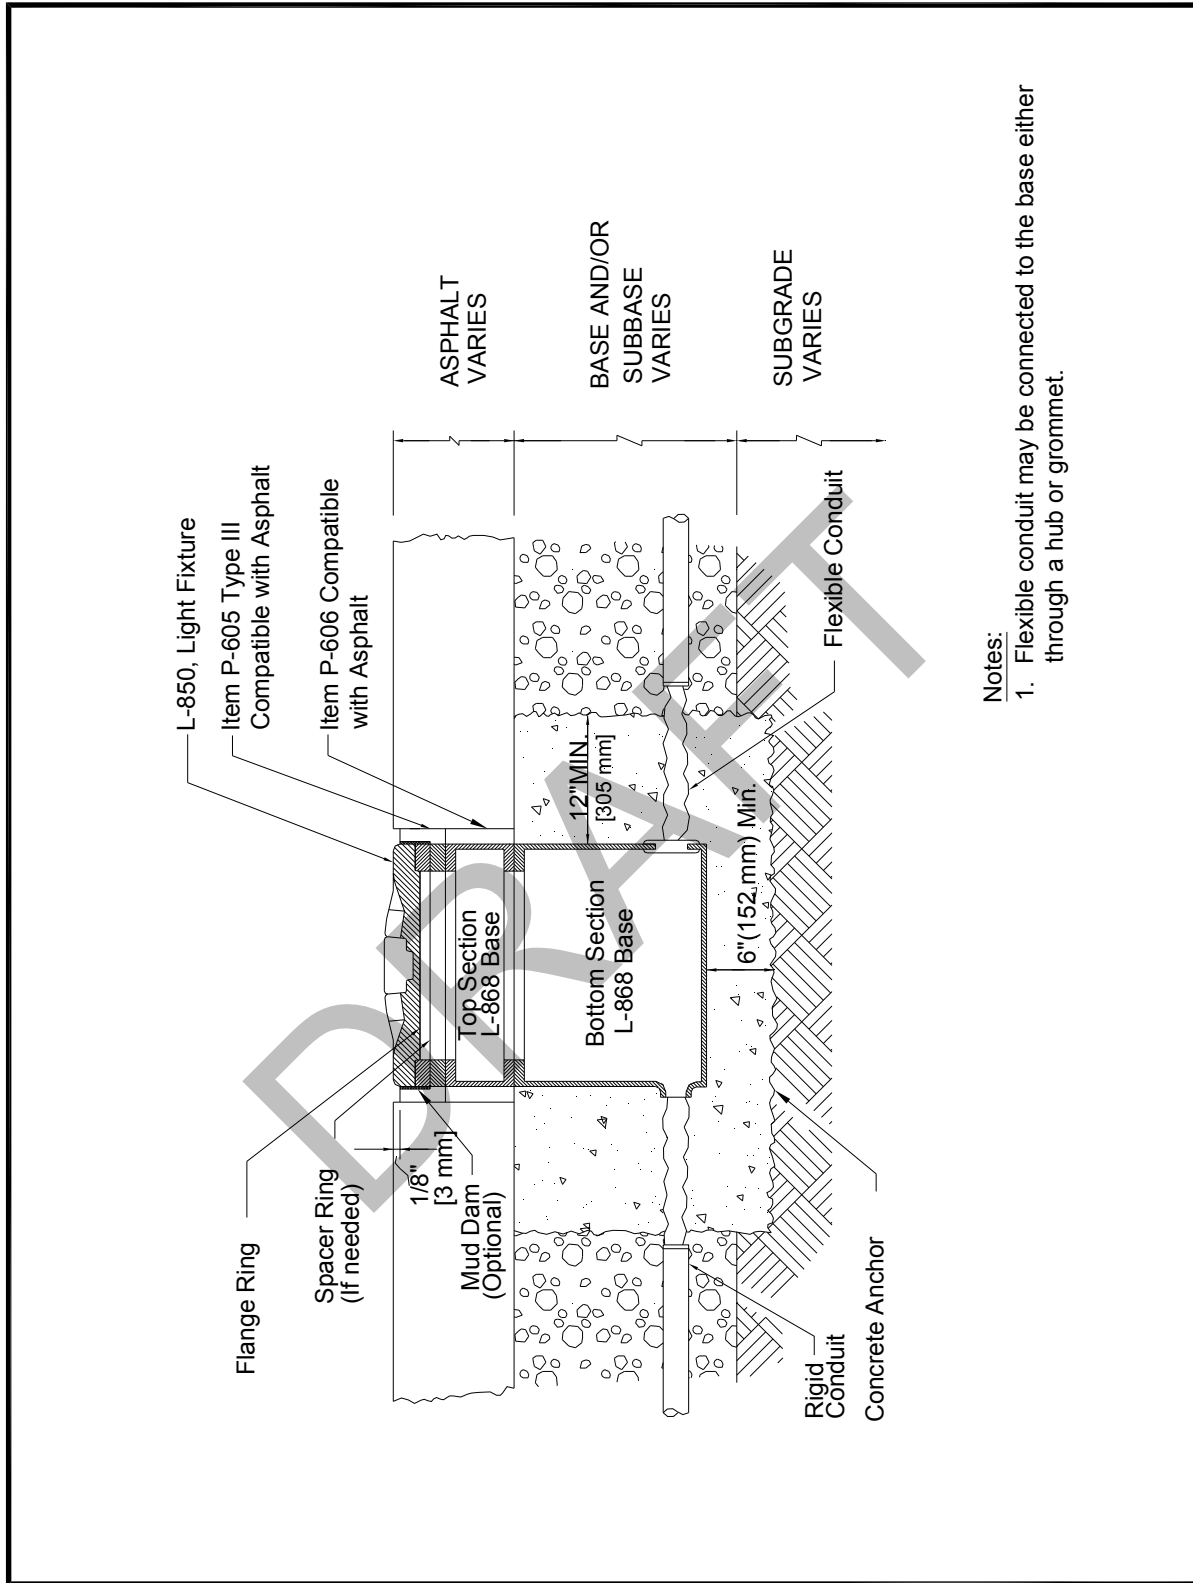 L-850, Light Fixture
Item P-605 Type III
Compatible with Asphalt
Item P-606 Compatible
with Asphalt
Flange Ring
Spacer Ring
(If needed)
1/8"
[3 mm]
Mud Dam
(Optional)
Top Section
L-868 Base
Bottom Section
L-868 Base
12"MIN.
[305 mm]
6"(152 mm) Min.
ASPHALT
VARIES
BASE AND/OR
SUBBASE
VARIES
SUBGRADE
VARIES
Flexible Conduit
Rigid
Conduit
Concrete Anchor
DRAFT
Notes:
1. Flexible conduit may be connected to the base either
through a hub or grommet.